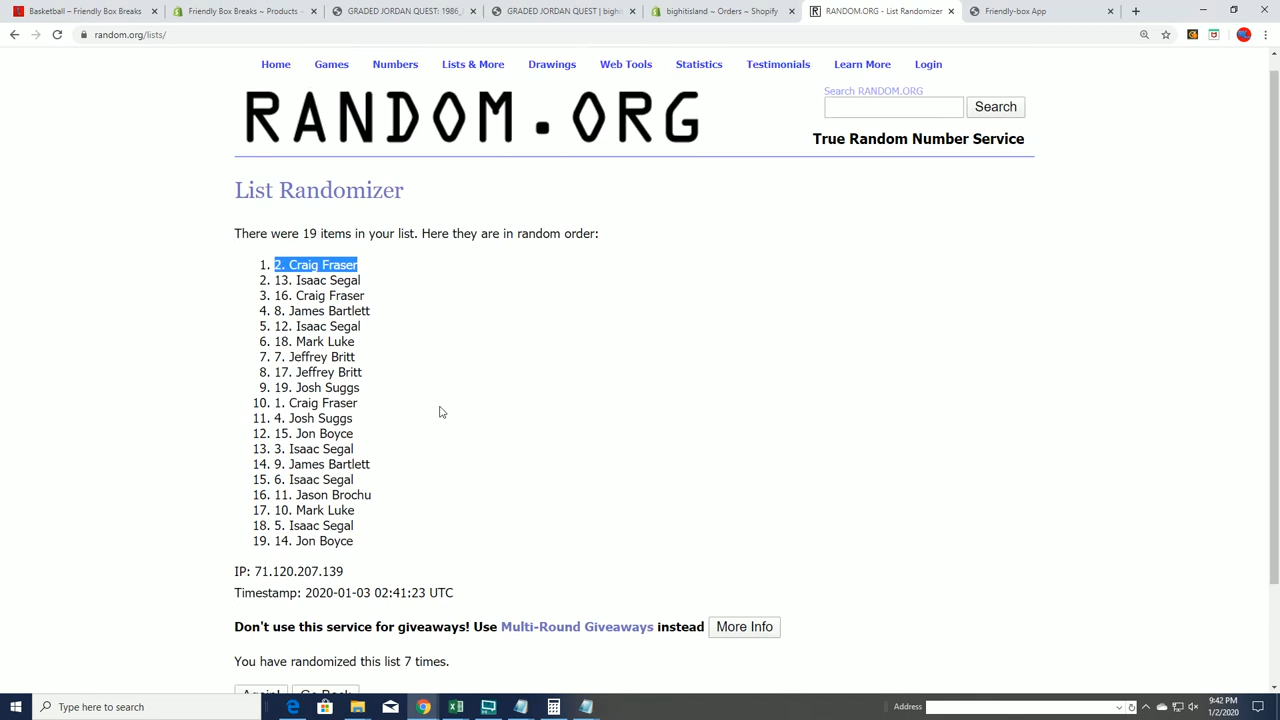 Basketball – Friendly Box Breaks
Friendly Box Breaks ~ Products ~
GRADED JORDAN QUEST: 1986_
GRADED JORDAN QUEST | bigh
bighitisland ~ Orders ~ Shopify
RANDOM.ORG - List Randomizer
Friendly-box App
random.org/lists/
Home Games Numbers Lists & More Drawings Web Tools Statistics Testimonials Learn More Login
RANDOM.ORG
Search RANDOM.ORG
Search
True Random Number Service
List Randomizer
There were 19 items in your list. Here they are in random order:
1. 2. Craig Fraser
2. 13. Isaac Segal
3. 16. Craig Fraser
4. 8. James Bartlett
5. 12. Isaac Segal
6. 18. Mark Luke
7. 7. Jeffrey Britt
8. 17. Jeffrey Britt
9. 19. Josh Suggs
10. 1. Craig Fraser
11. 4. Josh Suggs
12. 15. Jon Boyce
13. 3. Isaac Segal
14. 9. James Bartlett
15. 6. Isaac Segal
16. 11. Jason Brochu
17. 10. Mark Luke
18. 5. Isaac Segal
19. 14. Jon Boyce
IP: 71.120.207.139
Timestamp: 2020-01-03 02:41:23 UTC
Don't use this service for giveaways! Use Multi-Round Giveaways instead More Info
You have randomized this list 7 times.
Again! Go Back
Type here to search
Address
9:42 PM
1/2/2020